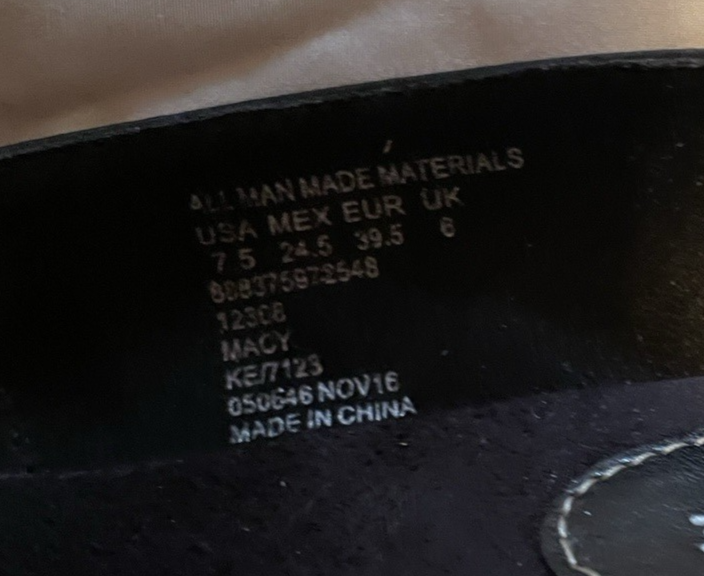 ALL MAN MADE MATERIALS
USA MEX EUR UK
7.5 24.5 39.5 6
888375972548
12308
MACY
KE/7123
050646 NOV16
MADE IN CHINA